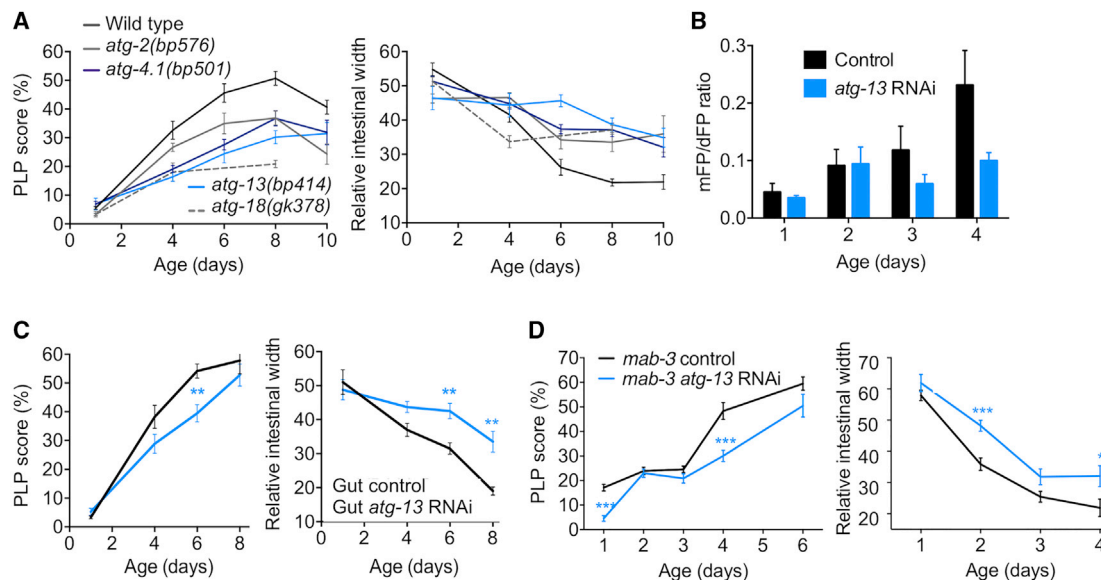 A
Wild type
atg-2(bp576)
atg-4.1(bp501)
PLP score (%)
60
50
40
30
20
10
0
atg-13(bp414)
atg-18(gk378)
0 2 4 6 8 10
Age (days)
Relative intestinal width
60
50
40
30
20
10
0
0 2 4 6 8 10
Age (days)
B
Control
atg-13 RNAi
mFP/dFP ratio
0.3
0.2
0.1
0.0
1 2 3 4
Age (days)
C
PLP score (%)
60
50
40
30
20
10
0
**
0 2 4 6 8
Age (days)
Relative intestinal width
60
50
40
30
20
10
** **
Gut control
Gut atg-13 RNAi
0 2 4 6 8
Age (days)
D
mab-3 control
mab-3 atg-13 RNAi
PLP score (%)
70
60
50
40
30
20
10
0
***
***
1 2 3 4 5 6
Age (days)
Relative intestinal width
70
60
50
40
30
20
***
*
1 2 3 4
Age (days)